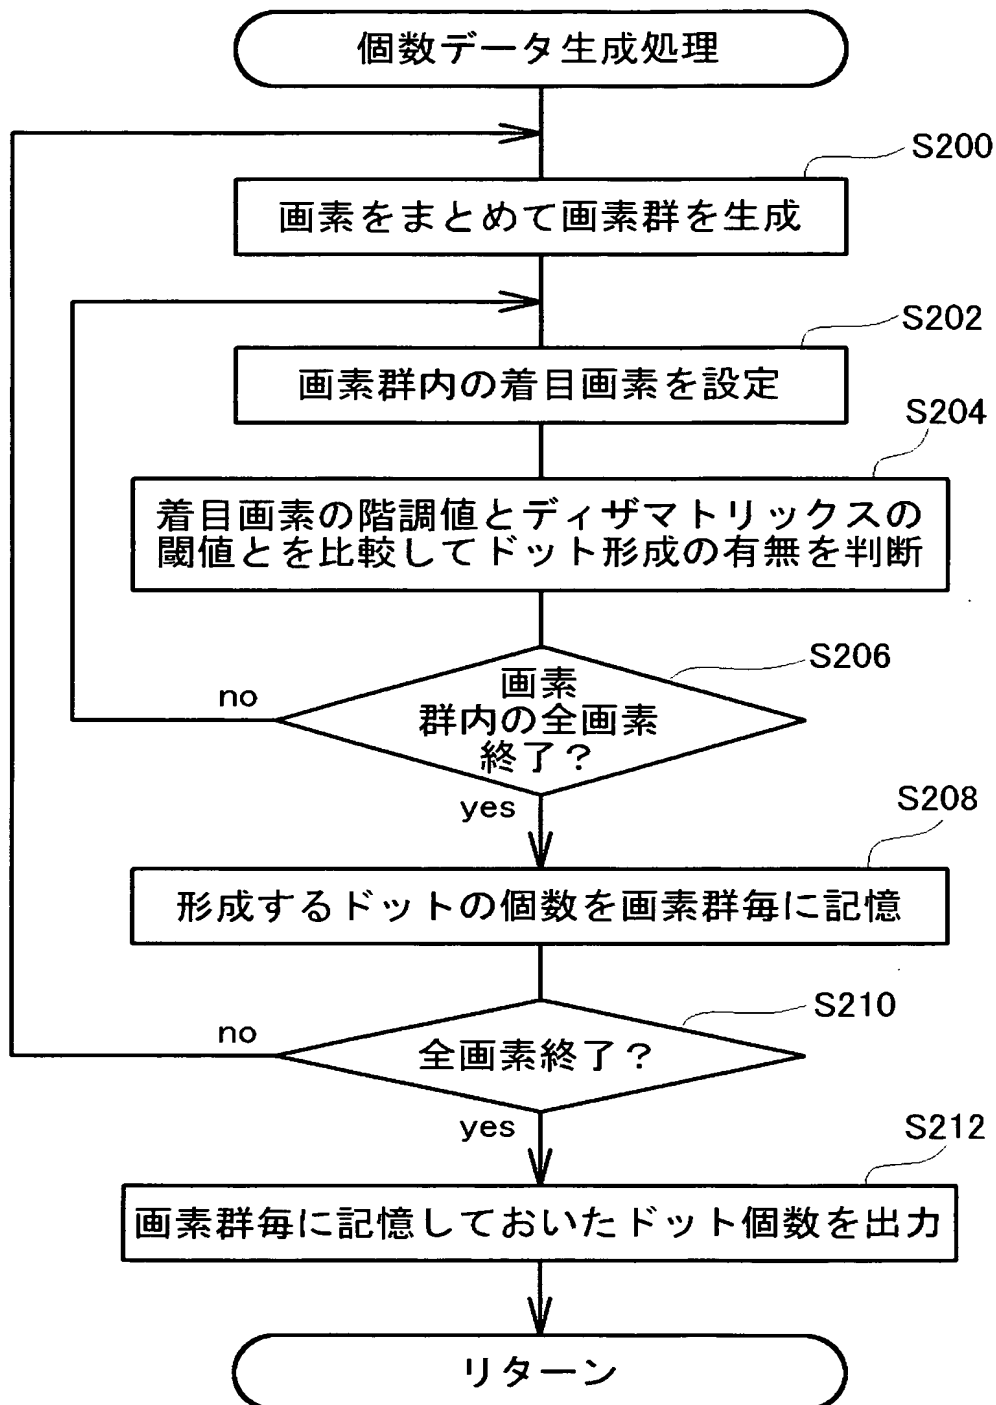 個数データ生成処理
S200
画素をまとめて画素群を生成
S202
画素群内の着目画素を設定
S204
着目画素の階調値とディザマトリックスの
閾値とを比較してドット形成の有無を判断
S206
画素
群内の全画素
終了？
no
yes
S208
形成するドットの個数を画素群毎に記憶
S210
全画素終了？
no
yes
S212
画素群毎に記憶しておいたドット個数を出力
リターン